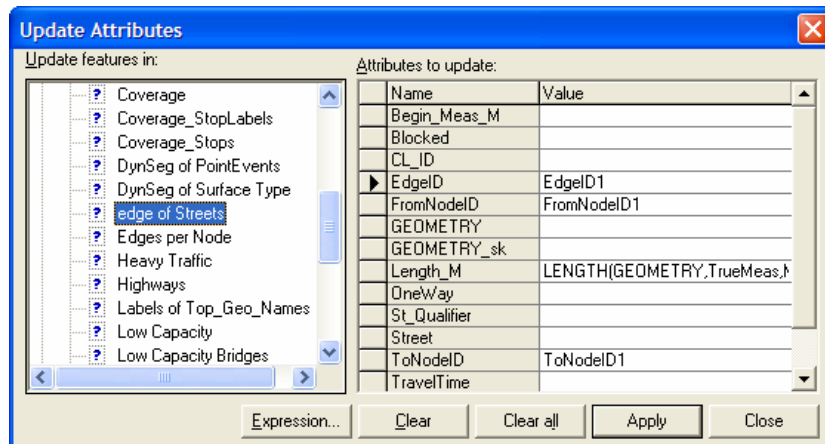 Update Attributes
Update features in:
Coverage
Coverage_StopLabels
Coverage_Stops
DynSeg of PointEvents
DynSeg of Surface Type
edge of Streets
Edges per Node
Heavy Traffic
Highways
Labels of Top_Geo_Names
Low Capacity
Low Capacity Bridges
Attributes to update:
Name Value
Begin_Meas_M
Blocked
CL_ID
EdgeID EdgeID1
FromNodeID FromNodeID1
GEOMETRY
GEOMETRY_sk
Length_M LENGTH(GEOMETRY,TrueMeas,M
OneWay
St_Qualifier
Street
ToNodeID ToNodeID1
TravelTime
Expression... Clear Clear all Apply Close